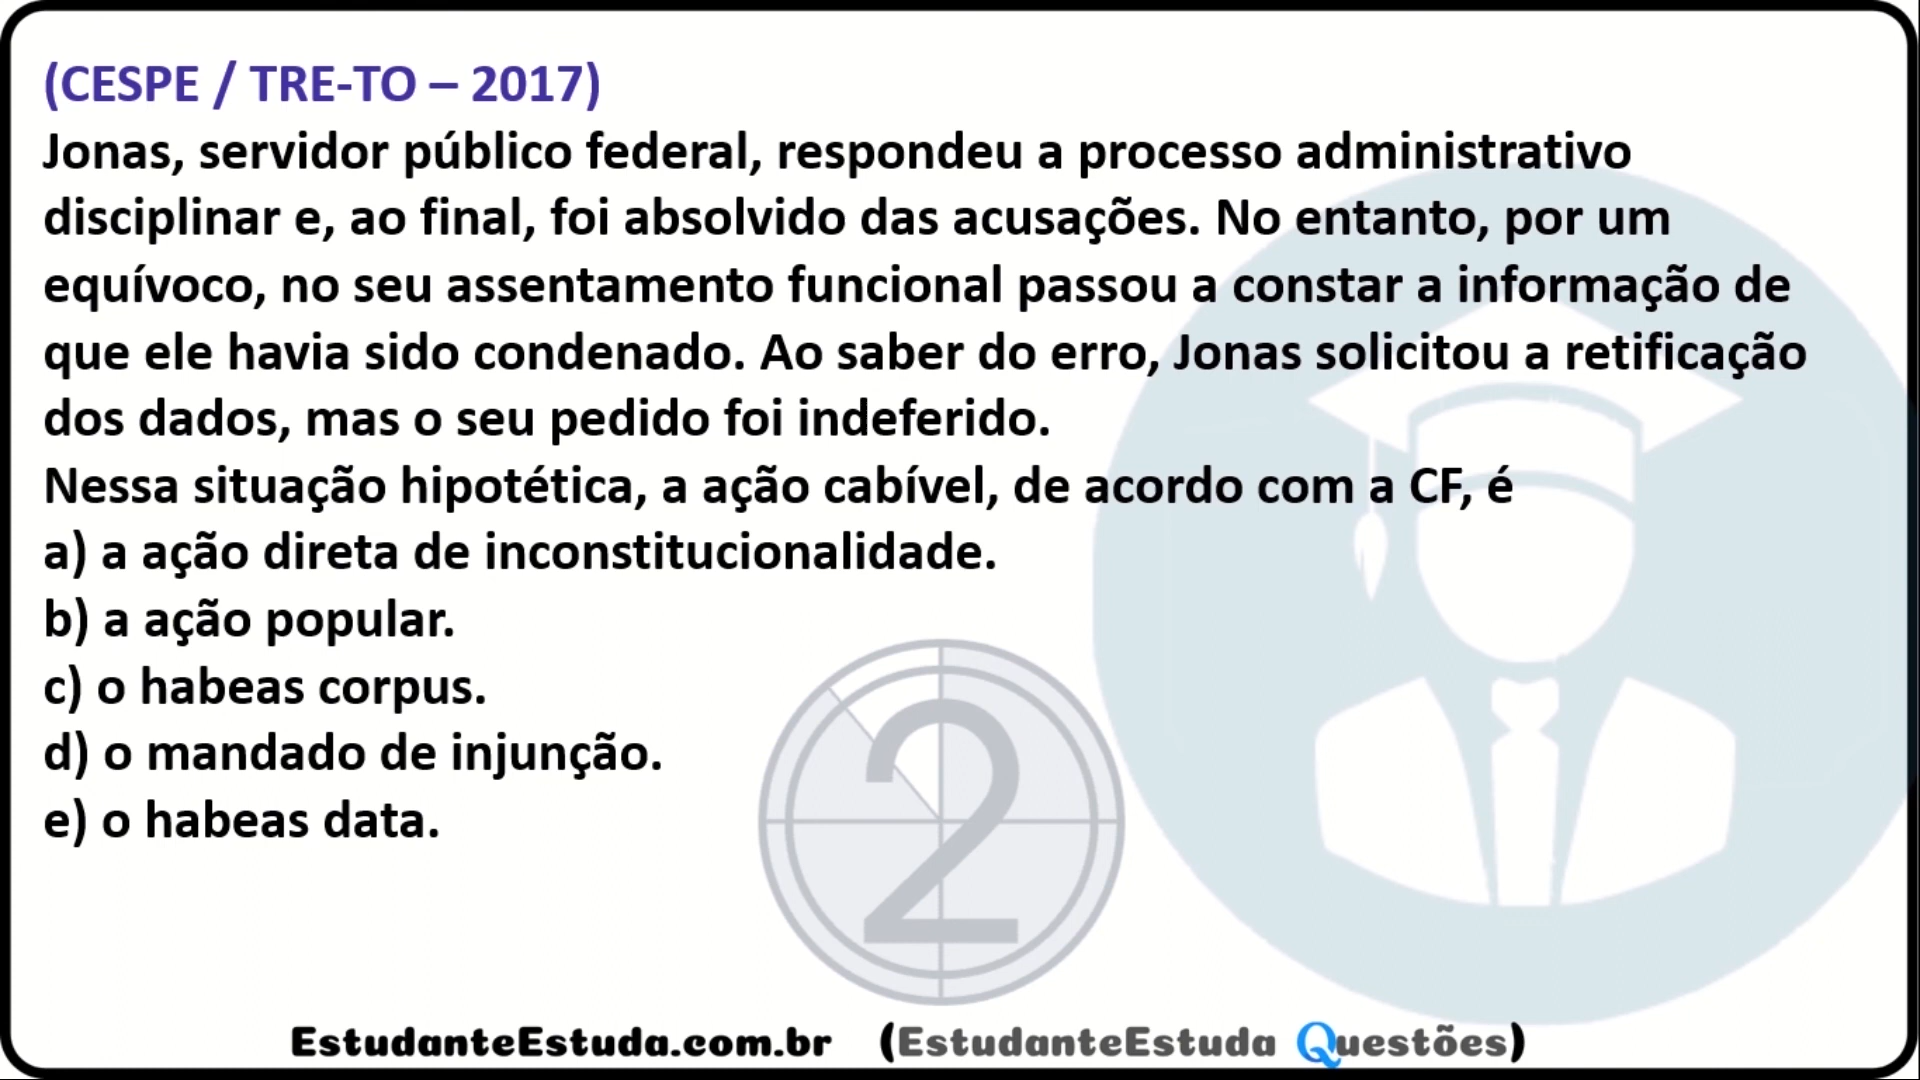 (CESPE / TRE-TO – 2017)
Jonas, servidor público federal, respondeu a processo administrativo
disciplinar e, ao final, foi absolvido das acusações. No entanto, por um
equívoco, no seu assentamento funcional passou a constar a informação de
que ele havia sido condenado. Ao saber do erro, Jonas solicitou a retificação
dos dados, mas o seu pedido foi indeferido.
Nessa situação hipotética, a ação cabível, de acordo com a CF, é
a) a ação direta de inconstitucionalidade.
b) a ação popular.
c) o habeas corpus.
d) o mandado de injunção.
e) o habeas data.
2
EstudanteEstuda.com.br (EstudanteEstuda Questões)